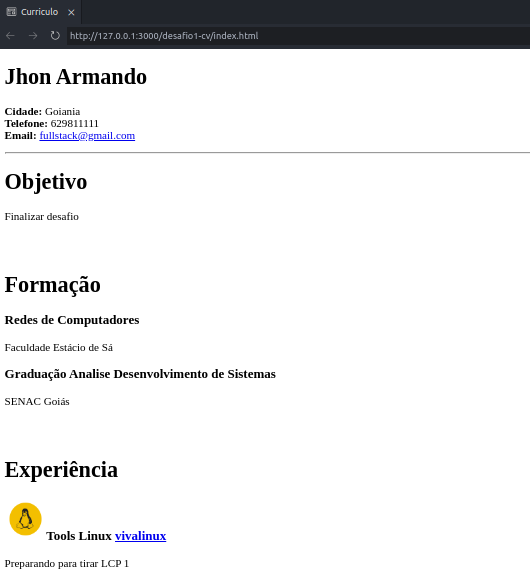 Curriculo
http://127.0.0.1:3000/desafio1-cv/index.html
Jhon Armando
Cidade: Goiania
Telefone: 629811111
Email: fullstack@gmail.com
Objetivo
Finalizar desafio
Formação
Redes de Computadores
Faculdade Estácio de Sá
Graduação Analise Desenvolvimento de Sistemas
SENAC Goiás
Experiência
Tools Linux vivalinux
Preparando para tirar LCP 1